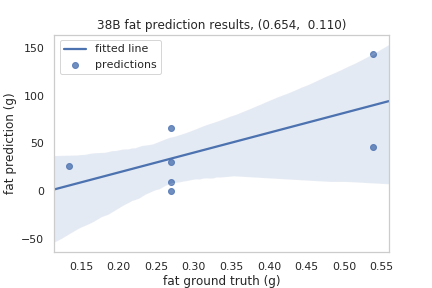 38B fat prediction results, (0.654,  0.110)
fitted line
predictions
fat prediction (g)
150
100
50
0
−50
0.15 0.20 0.25 0.30 0.35 0.40 0.45 0.50 0.55
fat ground truth (g)